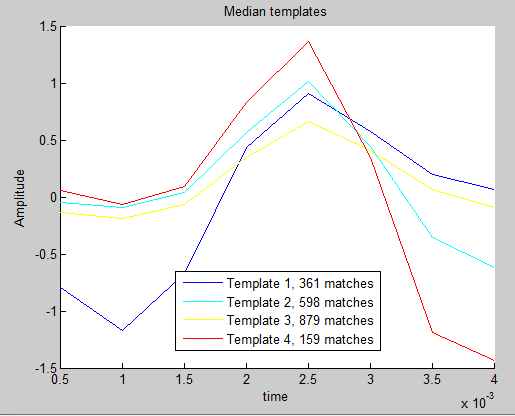 Median templates
1.5
1
0.5
0
-0.5
-1
-1.5
Amplitude
Template 1, 361 matches
Template 2, 598 matches
Template 3, 879 matches
Template 4, 159 matches
0.5 1 1.5 2 2.5 3 3.5 4
time
x 10⁻³